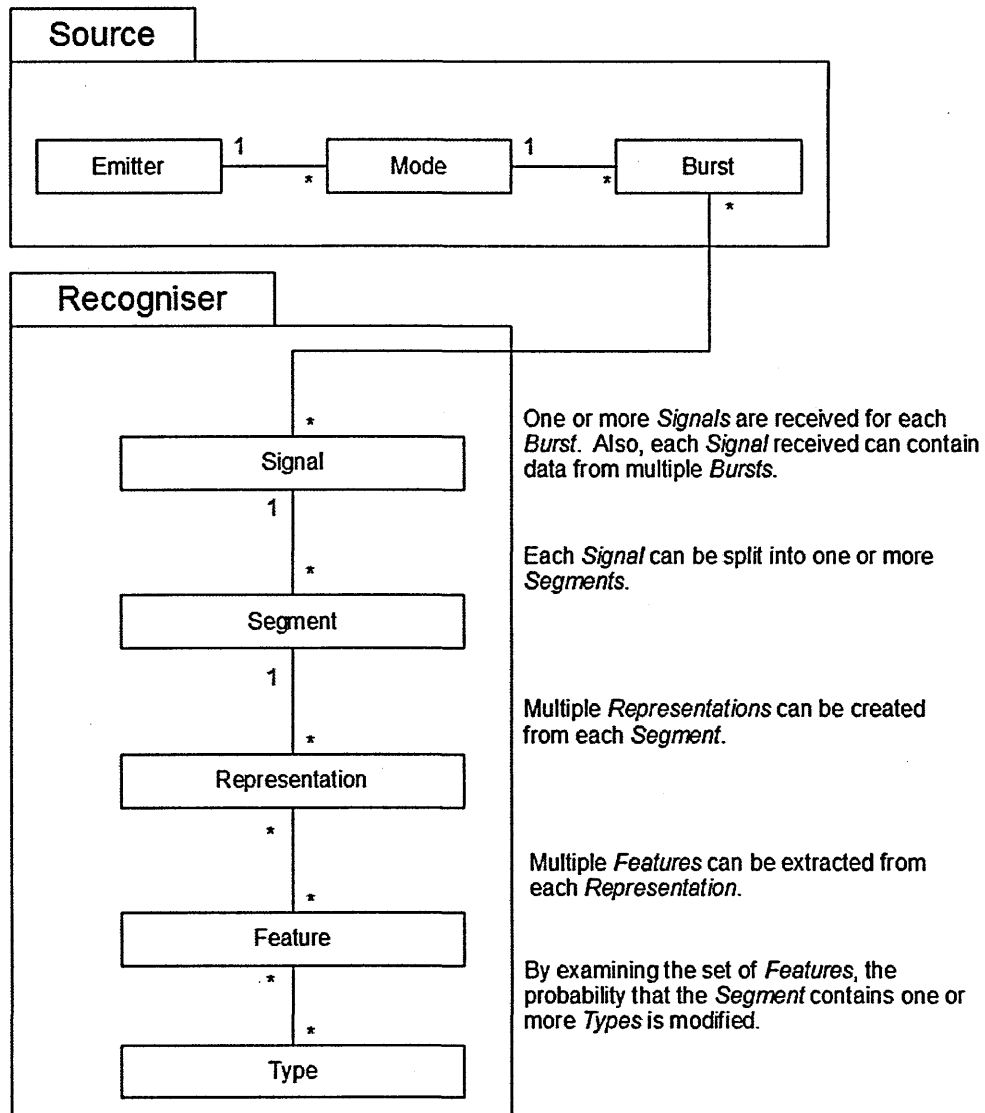 Source
Emitter
1
*
Mode
1
*
Burst
*
Recogniser
*
Signal
1
One or more Signals are received for each
Burst. Also, each Signal received can contain
data from multiple Bursts.
*
Segment
1
Each Signal can be split into one or more
Segments.
*
Representation
*
Multiple Representations can be created
from each Segment.
*
Feature
*
Multiple Features can be extracted from
each Representation.
*
Type
By examining the set of Features, the
probability that the Segment contains one or
more Types is modified.